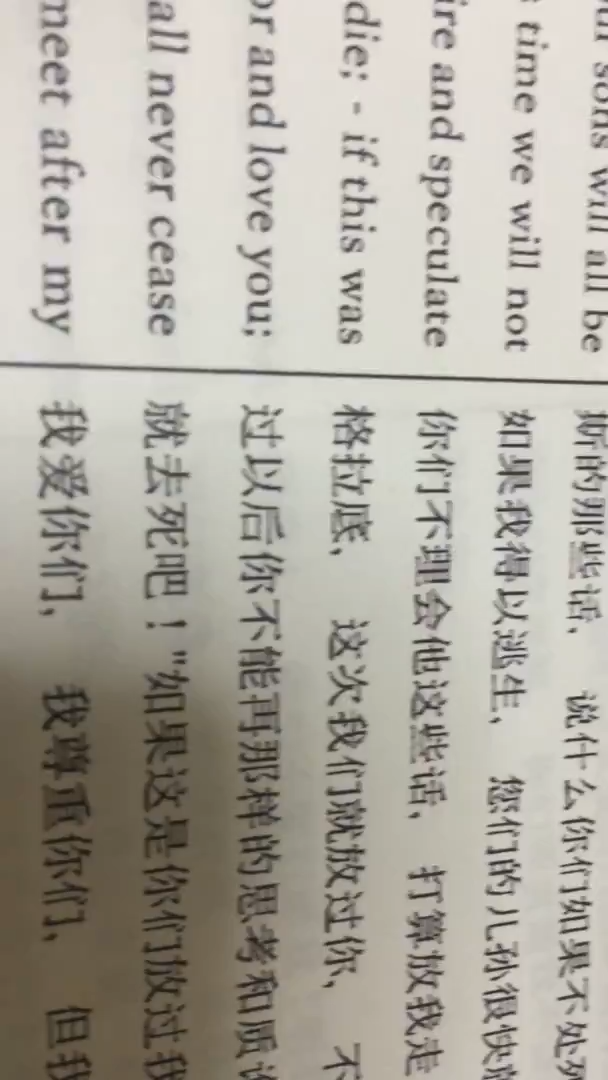 sons will all be
time we will not
ire and speculate
die; - if this was
or and love you;
all never cease
meet after my
斯的那些话， 说什么你们如果不处死
如果我得以逃生， 您们的儿孙很快就
你们不理会他这些话，打算放我走
格拉底， 这次我们就放过你， 不
过以后你不能再那样的思考和质询
就去死吧！"如果这是你们放过我
我爱你们， 我尊重你们， 但我